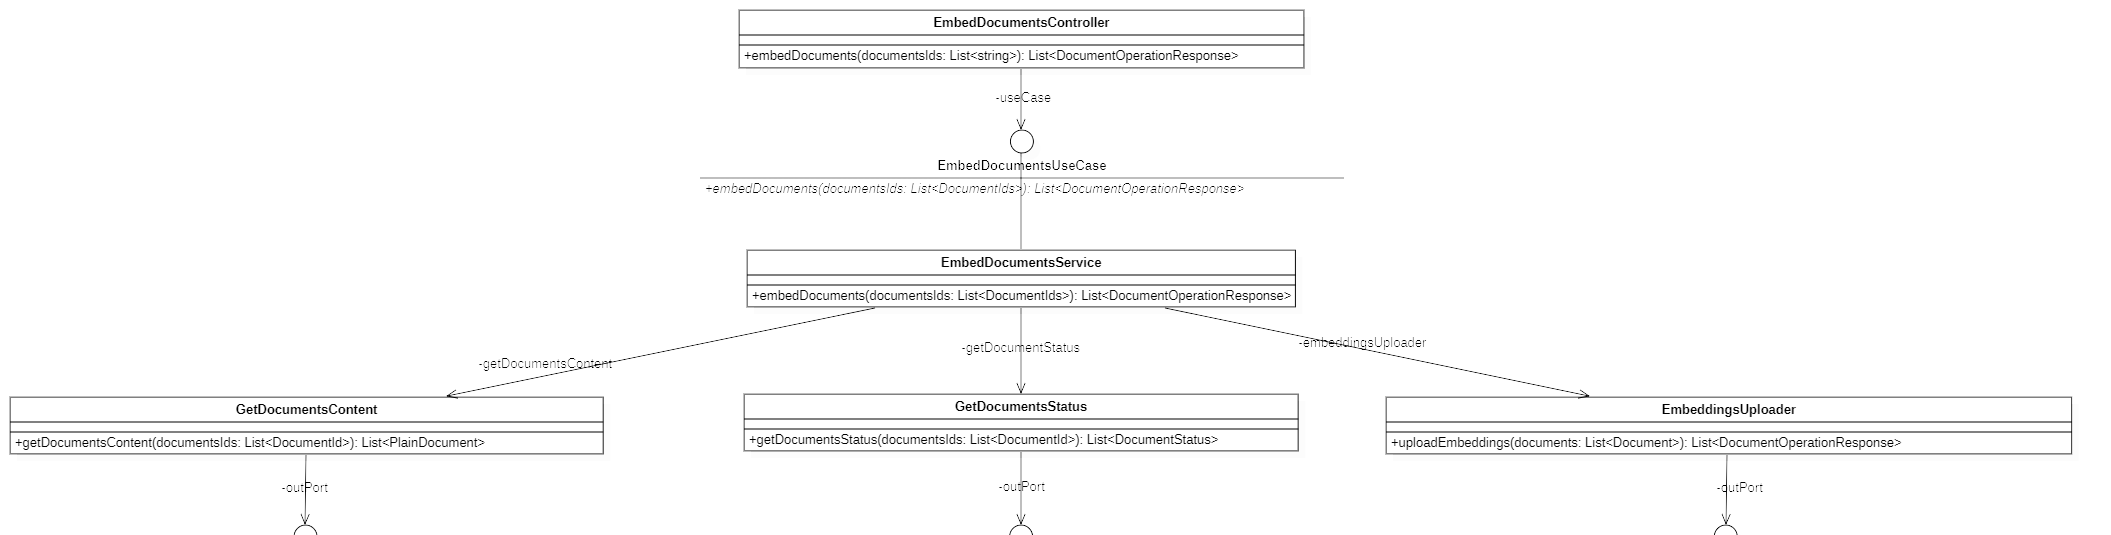 EmbedDocumentsController
+embedDocuments(documentsIds: List<string>): List<DocumentOperationResponse>
-useCase
EmbedDocumentsUseCase
+embedDocuments(documentsIds: List<DocumentIds>): List<DocumentOperationResponse>
EmbedDocumentsService
+embedDocuments(documentsIds: List<DocumentIds>): List<DocumentOperationResponse>
-getDocumentsContent
-getDocumentStatus
-embeddingsUploader
GetDocumentsContent
+getDocumentsContent(documentsIds: List<DocumentId>): List<PlainDocument>
GetDocumentsStatus
+getDocumentsStatus(documentsIds: List<DocumentId>): List<DocumentStatus>
EmbeddingsUploader
+uploadEmbeddings(documents: List<Document>): List<DocumentOperationResponse>
-outPort
-outPort
-outPort